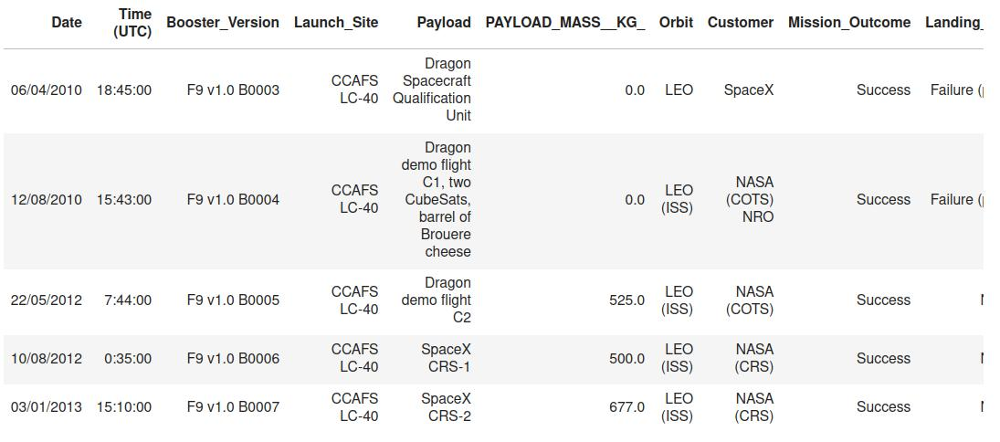 Date Time (UTC) Booster_Version Launch_Site Payload PAYLOAD_MASS__KG_ Orbit Customer Mission_Outcome Landing_
06/04/2010 18:45:00 F9 v1.0 B0003 CCAFS LC-40 Dragon Spacecraft Qualification Unit 0.0 LEO SpaceX Success Failure (
12/08/2010 15:43:00 F9 v1.0 B0004 CCAFS LC-40 Dragon demo flight C1, two CubeSats, barrel of Brouere cheese 0.0 LEO (ISS) NASA (COTS) NRO Success Failure (
22/05/2012 7:44:00 F9 v1.0 B0005 CCAFS LC-40 Dragon demo flight C2 525.0 LEO (ISS) NASA (COTS) Success
10/08/2012 0:35:00 F9 v1.0 B0006 CCAFS LC-40 SpaceX CRS-1 500.0 LEO (ISS) NASA (CRS) Success
03/01/2013 15:10:00 F9 v1.0 B0007 CCAFS LC-40 SpaceX CRS-2 677.0 LEO (ISS) NASA (CRS) Success